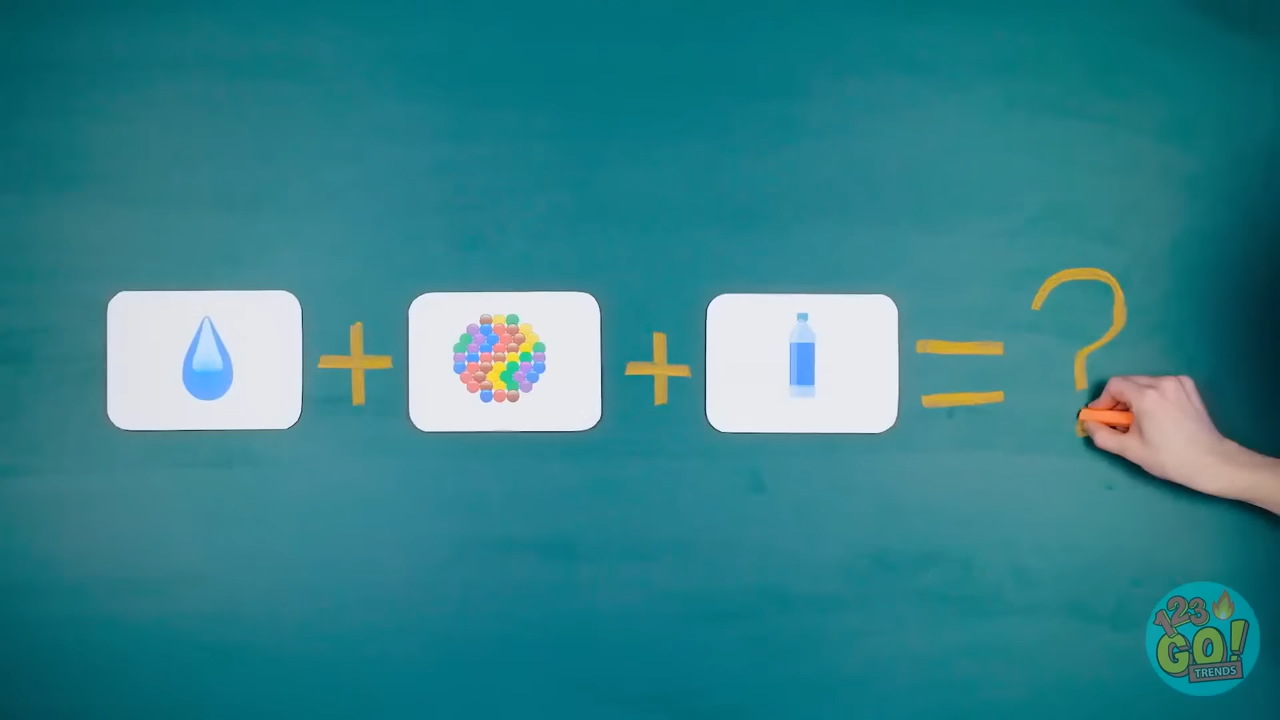 + + = ?
123
GO!
TRENDS